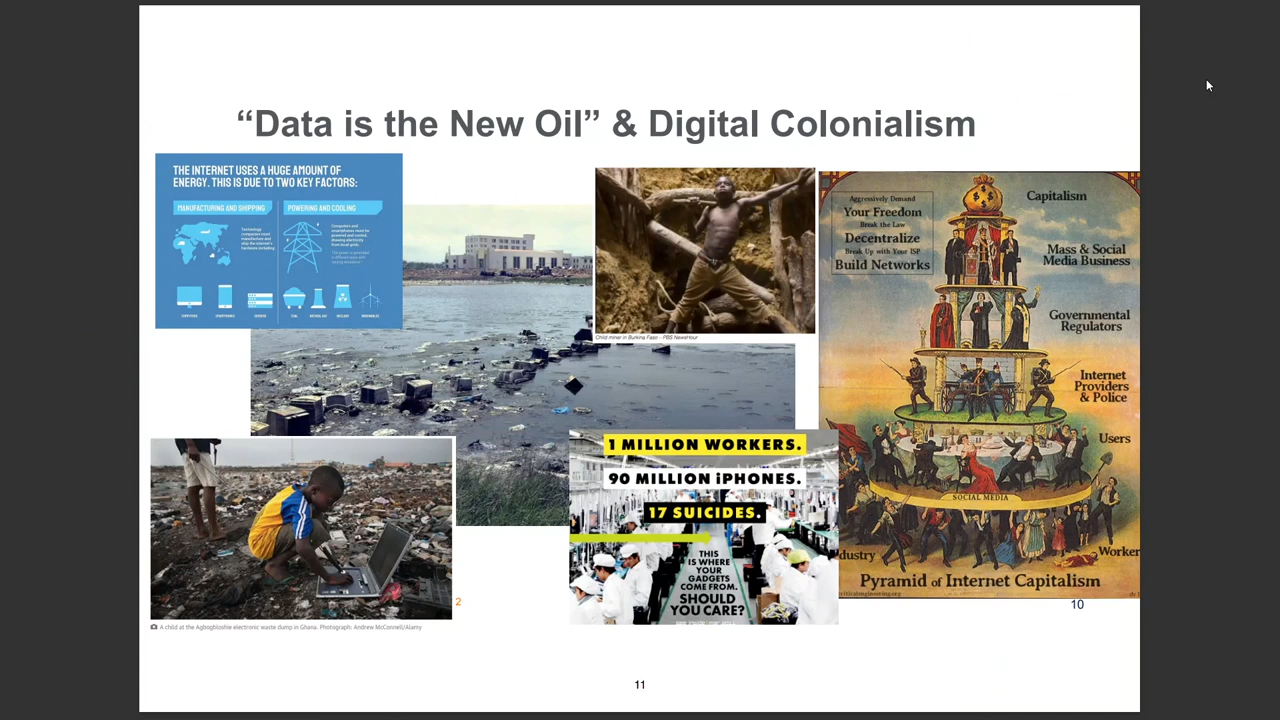 “Data is the New Oil” & Digital Colonialism
THE INTERNET USES A HUGE AMOUNT OF
ENERGY. THIS IS DUE TO TWO KEY FACTORS:
MANUFACTURING AND SHIPPING
POWERING AND COOLING
Child miner in Burkina Faso - PBS NewsHour
Aggressively Demand
Your Freedom
Break the Law
Decentralize
Break Up with Your ISP
Build Networks
Capitalism
Mass & Social
Media Business
Governmental
Regulators
Internet
Providers
& Police
Users
SOCIAL MEDIA
dustry
Worker
Pyramid of Internet Capitalism
10
1 MILLION WORKERS.
90 MILLION iPHONES.
17 SUICIDES.
THIS
IS WHERE
YOUR
GADGETS
COME FROM.
SHOULD
YOU CARE?
2
A child at the Agbogbloshie electronic waste dump in Ghana. Photograph: Andrew McConnell/Alamy
11